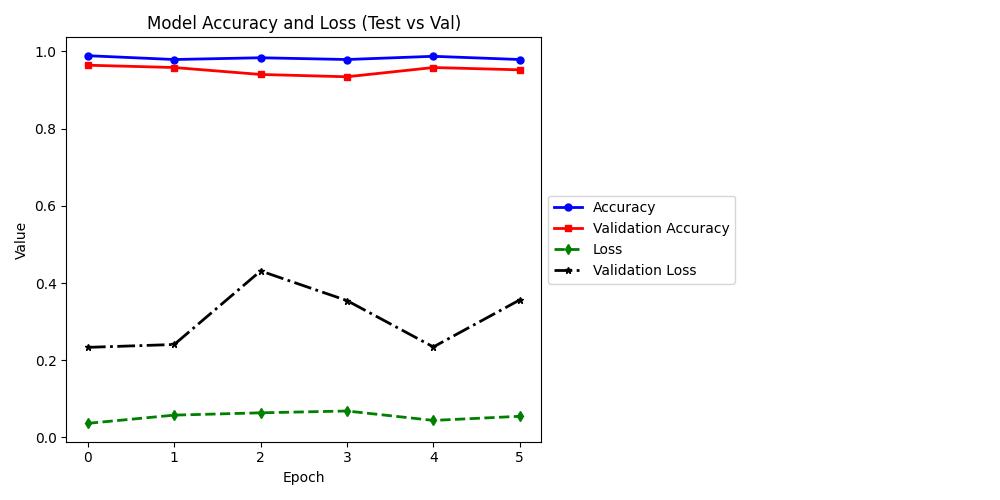 Model Accuracy and Loss (Test vs Val)
1.0
0.8
0.6
0.4
0.2
0.0
Value
0 1 2 3 4 5
Epoch
Accuracy
Validation Accuracy
Loss
Validation Loss